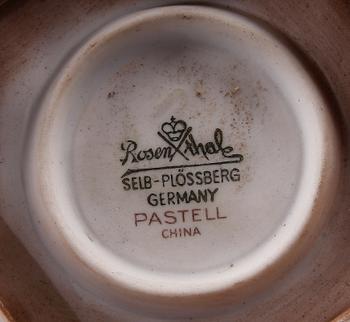 Rosenthal
SELB-PLÖSSBERG
GERMANY
PASTELL
CHINA